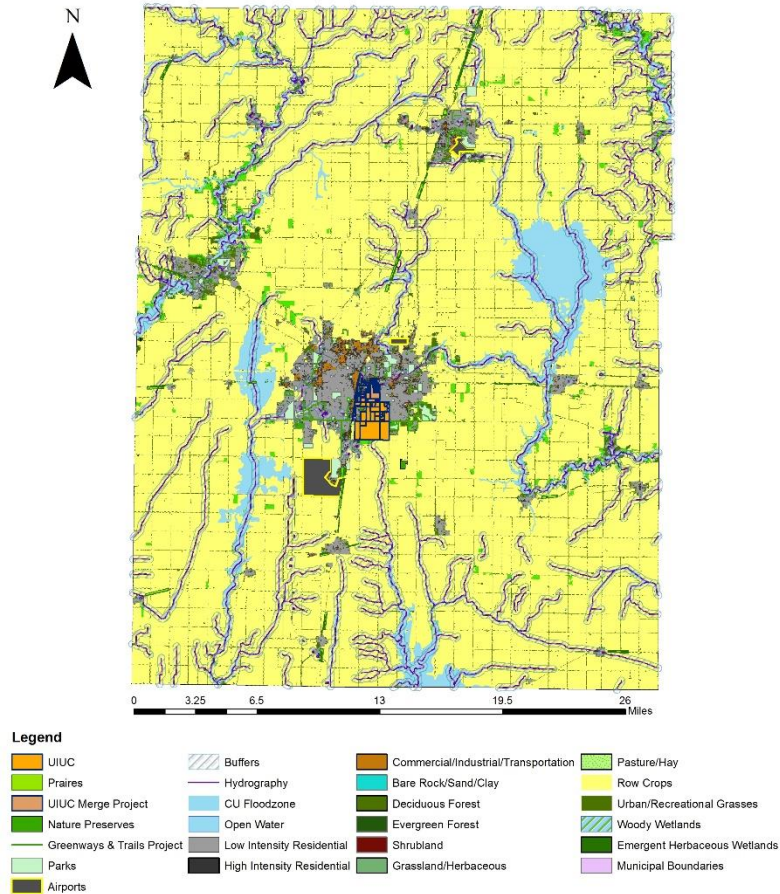 N
0 3.25 6.5 13 19.5 26
Miles
Legend
UIUC
Praires
UIUC Merge Project
Nature Preserves
Greenways & Trails Project
Parks
Airports
Buffers
Hydrography
CU Floodzone
Open Water
Low Intensity Residential
High Intensity Residential
Commercial/Industrial/Transportation
Bare Rock/Sand/Clay
Deciduous Forest
Evergreen Forest
Shrubland
Grassland/Herbaceous
Pasture/Hay
Row Crops
Urban/Recreational Grasses
Woody Wetlands
Emergent Herbaceous Wetlands
Municipal Boundaries